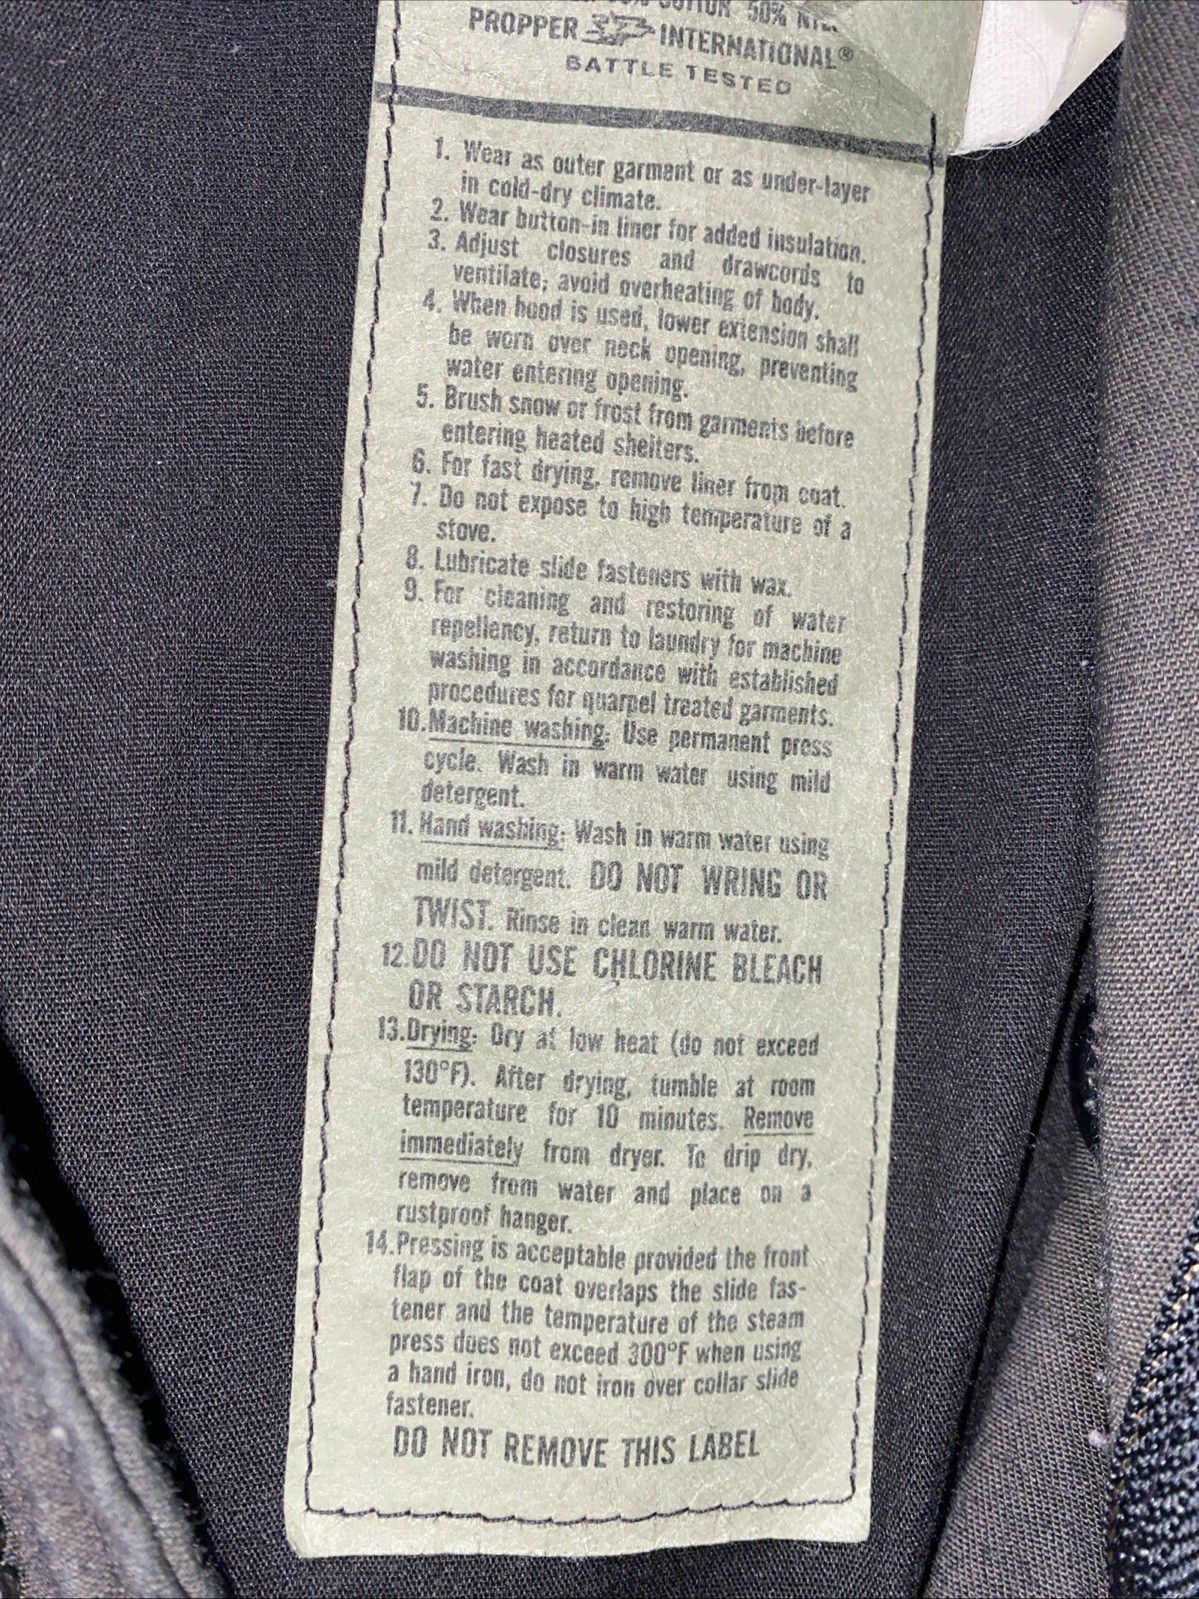 50%
PROPPER INTERNATIONAL®
BATTLE TESTED
1. Wear as outer garment or as under-layer
in cold-dry climate.
2. Wear button-in liner for added insulation.
3. Adjust closures and drawcords to
ventilate; avoid overheating of body.
4. When hood is used, lower extension shall
be worn over neck opening, preventing
water entering opening.
5. Brush snow or frost from garments before
entering heated shelters.
6. For fast drying, remove liner from coat.
7. Do not expose to high temperature of a
stove.
8. Lubricate slide fasteners with wax.
9. For cleaning and restoring of water
repellency, return to laundry for machine
washing in accordance with established
procedures for quarpel treated garments.
10.Machine washing: Use permanent press
cycle. Wash in warm water using mild
detergent.
11. Hand washing: Wash in warm water using
mild detergent. DO NOT WRING OR
TWIST. Rinse in clean warm water.
12.DO NOT USE CHLORINE BLEACH
OR STARCH.
13.Drying: Dry at low heat (do not exceed
130°F). After drying, tumble at room
temperature for 10 minutes. Remove
immediately from dryer. To drip dry,
remove from water and place on a
rustproof hanger.
14.Pressing is acceptable provided the front
flap of the coat overlaps the slide fas-
tener and the temperature of the steam
press does not exceed 300°F when using
a hand iron, do not iron over collar slide
fastener.
DO NOT REMOVE THIS LABEL